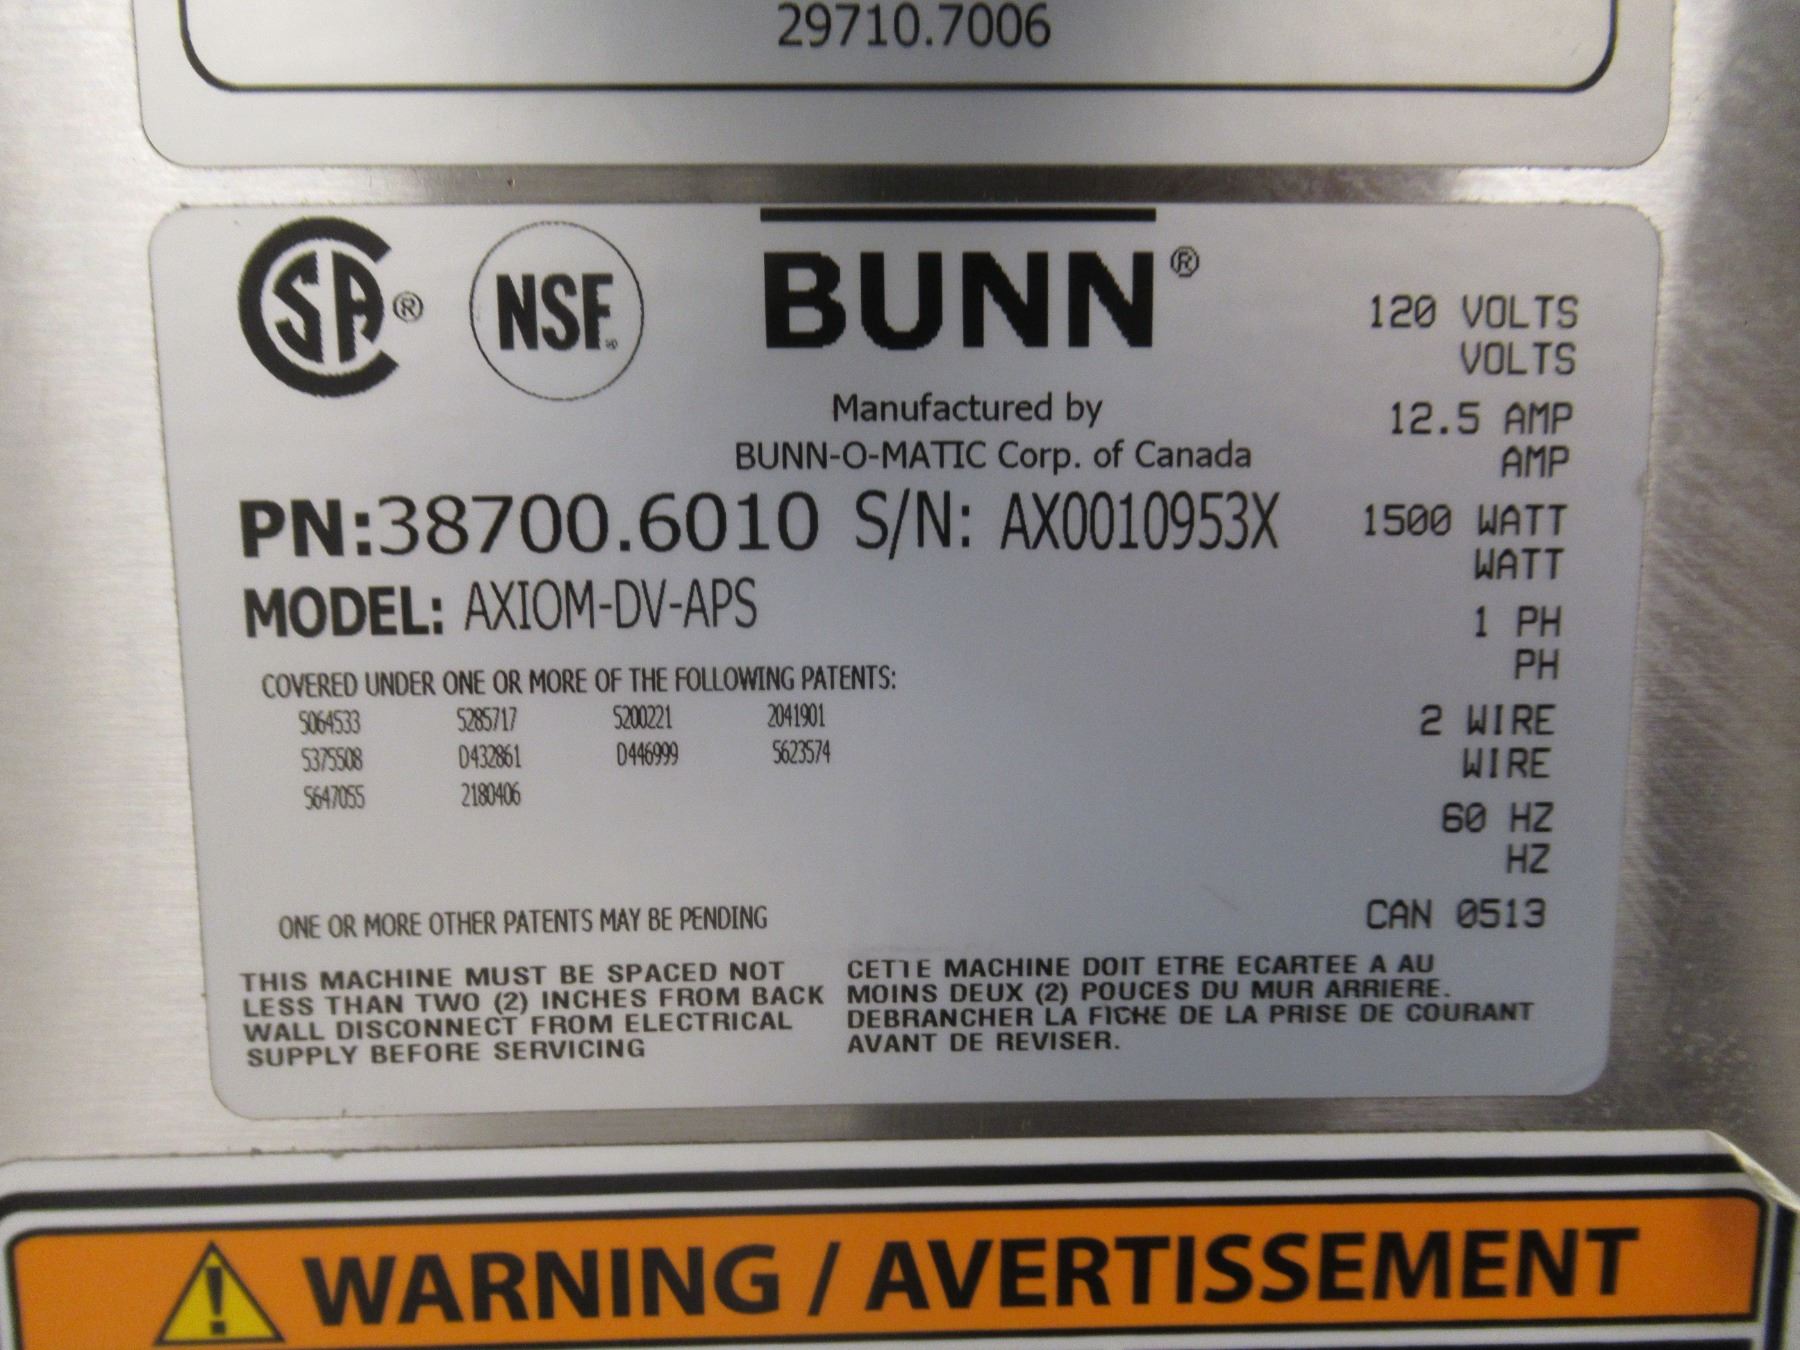 29710.7006
CSA®
NSF®
BUNN®
Manufactured by
BUNN-O-MATIC Corp. of Canada
PN:38700.6010 S/N: AX0010953X
MODEL: AXIOM-DV-APS
120 VOLTS
VOLTS
12.5 AMP
AMP
1500 WATT
WATT
1 PH
PH
2 WIRE
WIRE
60 HZ
HZ
CAN 0513
COVERED UNDER ONE OR MORE OF THE FOLLOWING PATENTS:
5064533 5285717 5200221 2041901
5375508 D432861 D446999 5623574
5647055 2180406
ONE OR MORE OTHER PATENTS MAY BE PENDING
THIS MACHINE MUST BE SPACED NOT
LESS THAN TWO (2) INCHES FROM BACK
WALL DISCONNECT FROM ELECTRICAL
SUPPLY BEFORE SERVICING
CETTE MACHINE DOIT ETRE ECARTEE A AU
MOINS DEUX (2) POUCES DU MUR ARRIERE.
DEBRANCHER LA FICHE DE LA PRISE DE COURANT
AVANT DE REVISER.
WARNING / AVERTISSEMENT